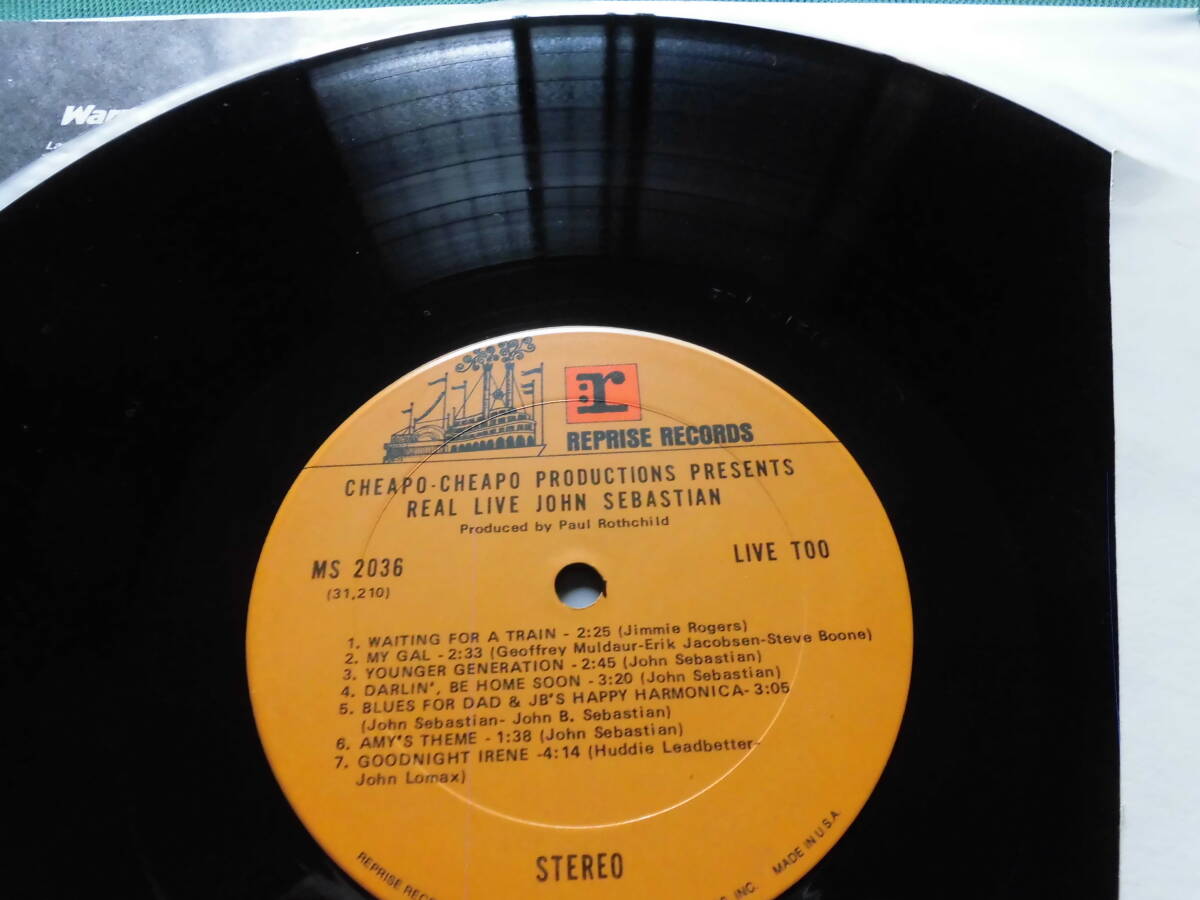 r
REPRISE RECORDS
CHEAPO-CHEAPO PRODUCTIONS PRESENTS
REAL LIVE JOHN SEBASTIAN
Produced by Paul Rothchild
MS 2036
(31,210)
LIVE TOO
1. WAITING FOR A TRAIN - 2:25 (Jimmie Rogers)
2. MY GAL - 2:33 (Geoffrey Muldaur-Erik Jacobsen-Steve Boone)
3. YOUNGER GENERATION - 2:45 (John Sebastian)
4. DARLIN', BE HOME SOON - 3:20 (John Sebastian)
5. BLUES FOR DAD & JB'S HAPPY HARMONICA- 3:05
(John Sebastian- John B. Sebastian)
6. AMY'S THEME - 1:38 (John Sebastian)
7. GOODNIGHT IRENE -4:14 (Huddie Leadbetter-
John Lomax)
STEREO
REPRISE
INC.
MADE IN U.S.A.